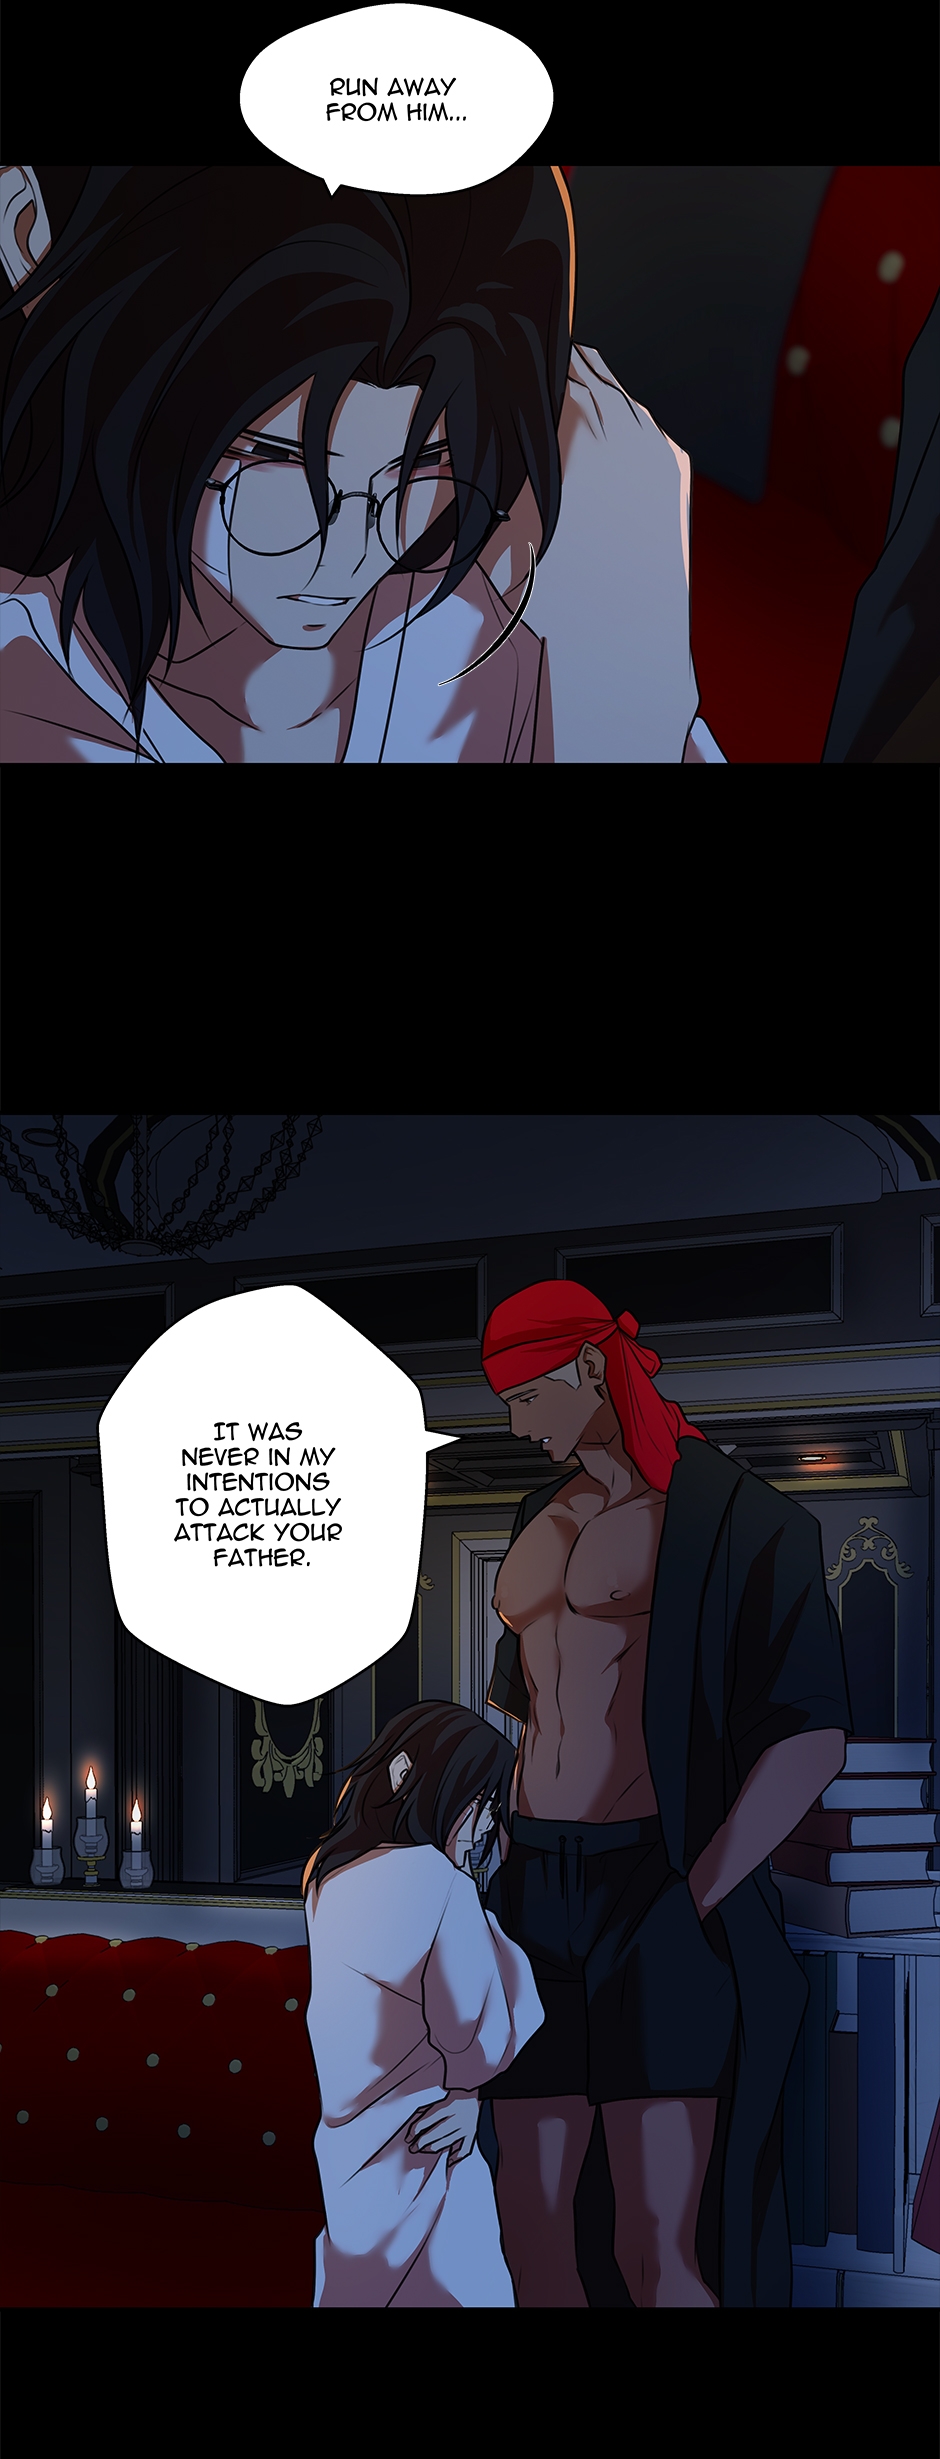 RUN AWAY
FROM HIM...
IT WAS
NEVER IN MY
INTENTIONS
TO ACTUALLY
ATTACK YOUR
FATHER.